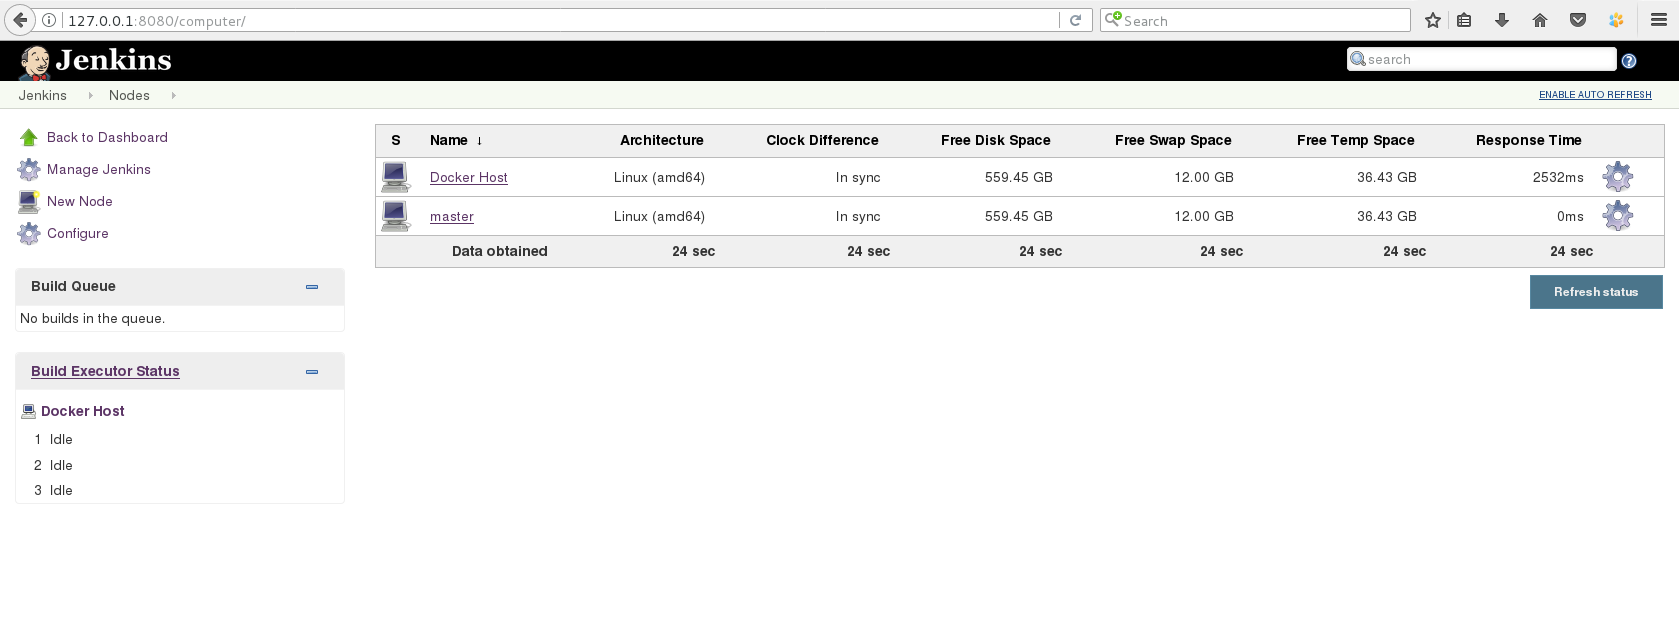 127.0.0.1:8080/computer/ Search
Jenkins search
Jenkins Nodes ENABLE AUTO REFRESH
Back to Dashboard
Manage Jenkins
New Node
Configure
Build Queue
No builds in the queue.
Build Executor Status
Docker Host
1 Idle
2 Idle
3 Idle
S Name ↓ Architecture Clock Difference Free Disk Space Free Swap Space Free Temp Space Response Time
Docker Host Linux (amd64) In sync 559.45 GB 12.00 GB 36.43 GB 2532ms
master Linux (amd64) In sync 559.45 GB 12.00 GB 36.43 GB 0ms
Data obtained 24 sec 24 sec 24 sec 24 sec 24 sec 24 sec
Refresh status